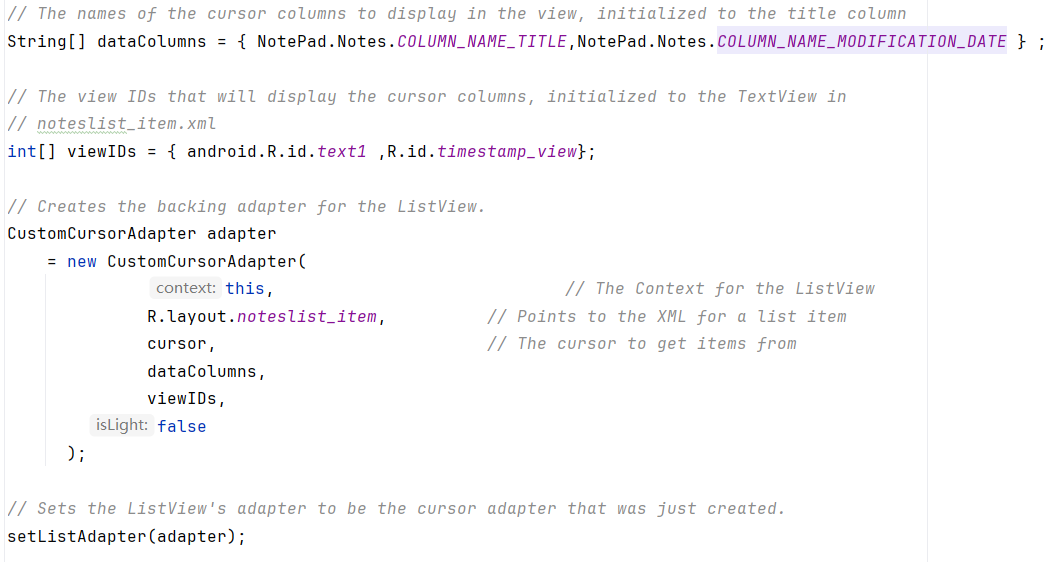 // The names of the cursor columns to display in the view, initialized to the title column
String[] dataColumns = { NotePad.Notes.COLUMN_NAME_TITLE,NotePad.Notes.COLUMN_NAME_MODIFICATION_DATE } ;
// The view IDs that will display the cursor columns, initialized to the TextView in
// noteslist_item.xml
int[] viewIDs = { android.R.id.text1 ,R.id.timestamp_view};
// Creates the backing adapter for the ListView.
CustomCursorAdapter adapter
= new CustomCursorAdapter(
context: this, // The Context for the ListView
R.layout.noteslist_item, // Points to the XML for a list item
cursor, // The cursor to get items from
dataColumns,
viewIDs,
isLight: false
);
// Sets the ListView's adapter to be the cursor adapter that was just created.
setListAdapter(adapter);